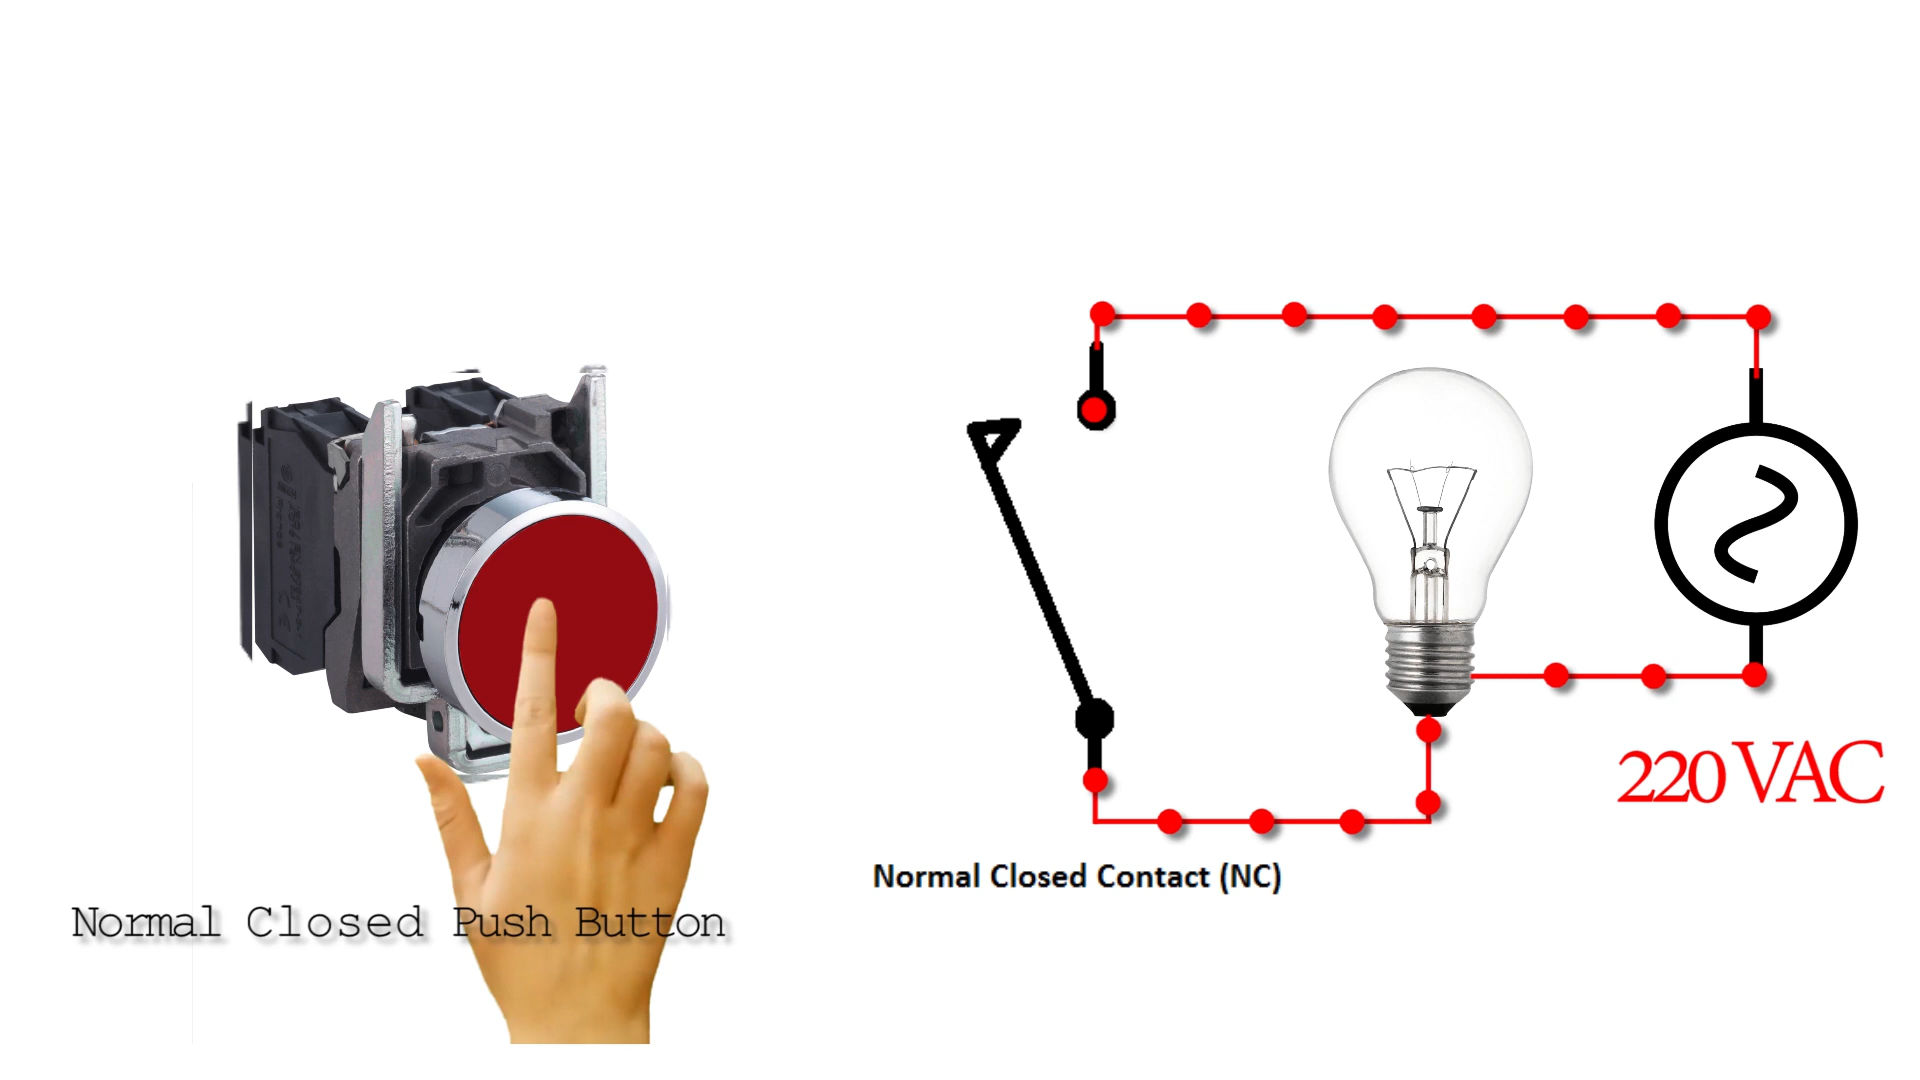 220 VAC
Normal Closed Contact (NC)
Normal Closed Push Button